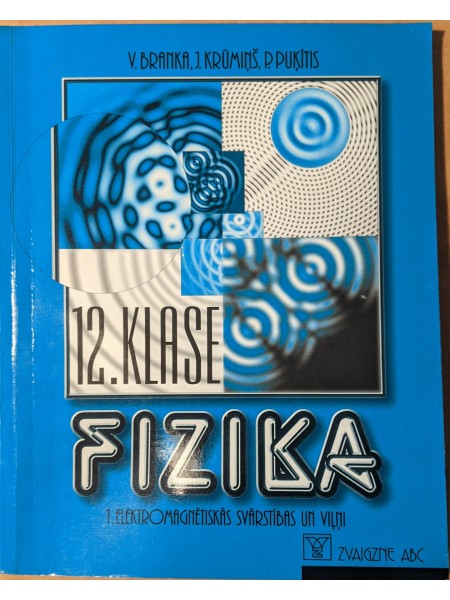 V. BRANKA, J. KRŪMIŅŠ, P. PUĶĪTIS
12. KLASE
FIZIKA
1. ELEKTROMAGNĒTISKĀS SVĀRSTĪBAS UN VIĻŅI
ZVAIGZNE ABC